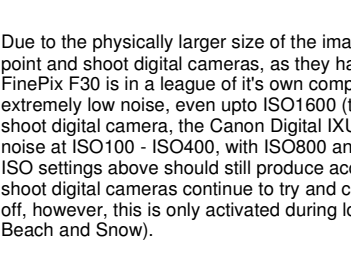 Due to the physically larger size of the ima
point and shoot digital cameras, as they ha
FinePix F30 is in a league of it's own comp
extremely low noise, even upto ISO1600 (t
shoot digital camera, the Canon Digital IXU
noise at ISO100 - ISO400, with ISO800 an
ISO settings above should still produce acc
shoot digital cameras continue to try and c
off, however, this is only activated during lo
Beach and Snow).